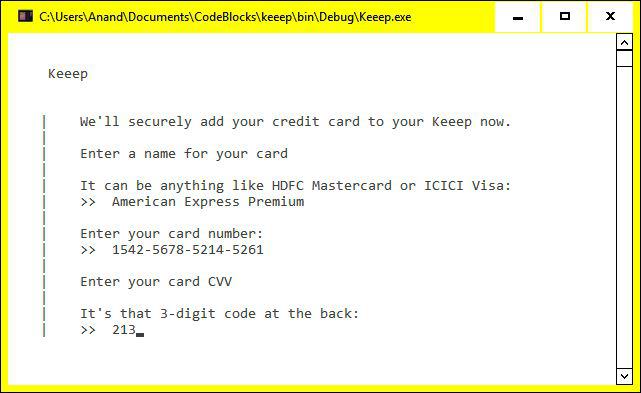 C:\Users\Anand\Documents\CodeBlocks\keeep\bin\Debug\Keeep.exe
Keeep
We'll securely add your credit card to your Keeep now.
Enter a name for your card
It can be anything like HDFC Mastercard or ICICI Visa:
>> American Express Premium
Enter your card number:
>> 1542-5678-5214-5261
Enter your card CVV
It's that 3-digit code at the back:
>> 213